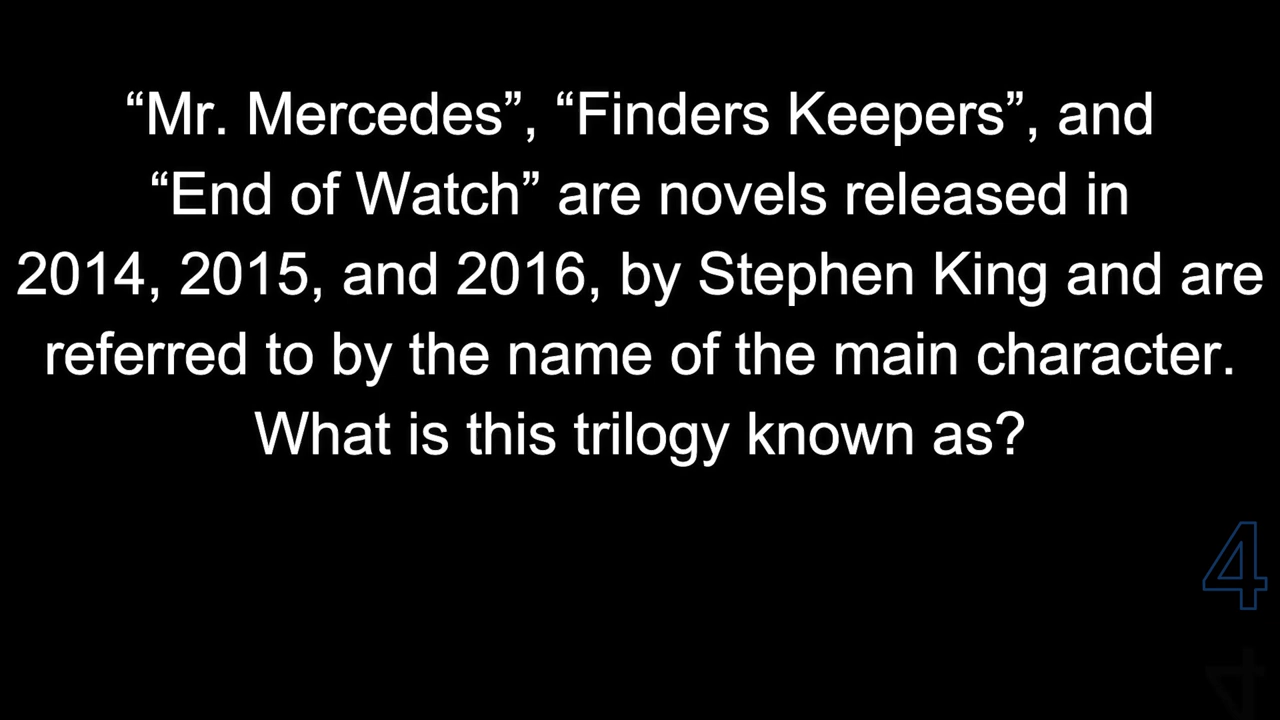 “Mr. Mercedes”, “Finders Keepers”, and
“End of Watch” are novels released in
2014, 2015, and 2016, by Stephen King and are
referred to by the name of the main character.
What is this trilogy known as?
4